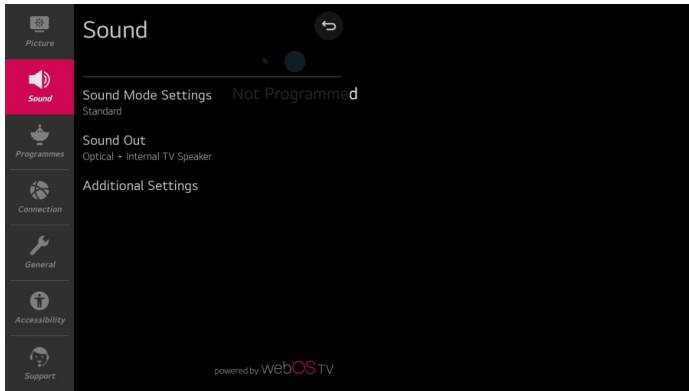 Picture
Sound
Programmes
Connection
General
Accessibility
Support
Sound
Sound Mode Settings
Standard
Not Programmed
Sound Out
Optical + Internal TV Speaker
Additional Settings
powered by webOS TV